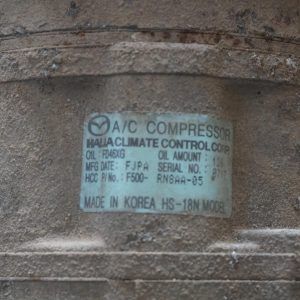 A/C COMPRESSOR
HALLA CLIMATE CONTROL CORP.
OIL: FD46XG OIL AMOUNT:
MFG DATE: FJPA SERIAL NO.
HCC P/No.: F500- RN8AA-05
MADE IN KOREA HS-18N MODEL